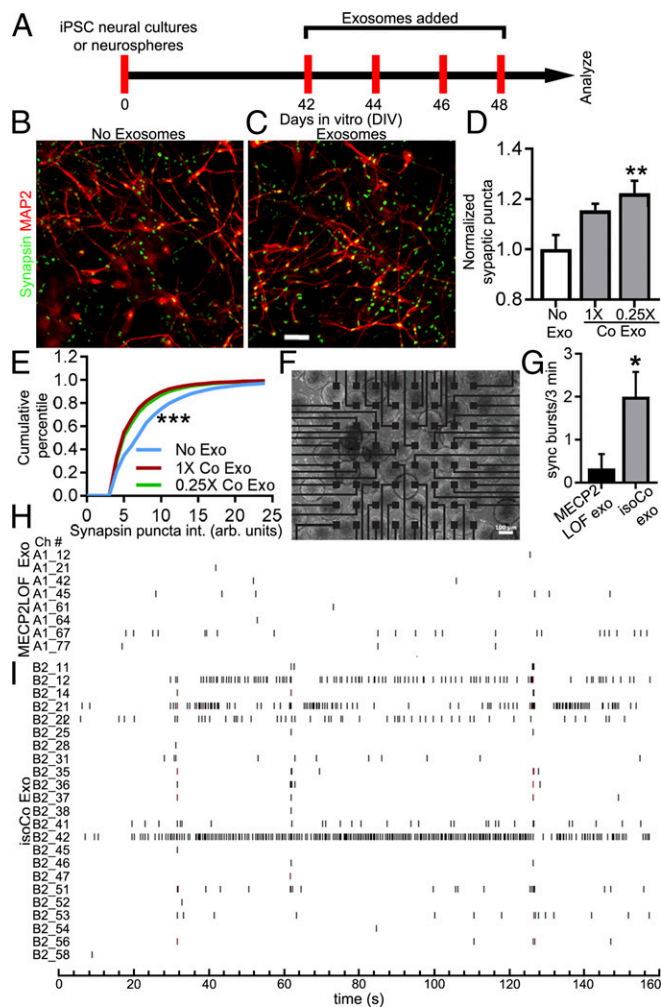 A
iPSC neural cultures
or neurospheres
Exosomes added
Analyze
0
42
44
46
48
Days in vitro (DIV)
B
No Exosomes
C
Exosomes
Synapsin MAP2
D
Normalized
sypaptic puncta
1.4
1.2
1.0
0.8
**
No
Exo
1X
0.25X
Co Exo
E
Cumulative
percentile
1.0
0.8
0.6
0.4
0.2
0.0
***
No Exo
1X Co Exo
0.25X Co Exo
0
5
10
15
20
25
Synapsin puncta int. (arb. units)
F
100 µm
G
sync bursts/3 min
3
2
1
0
*
MECP2
LOF exo
isoCo
exo
H
Ch #
MECP2LOF Exo
A1_12
A1_21
A1_42
A1_45
A1_61
A1_64
A1_67
A1_77
I
isoCo Exo
B2_11
B2_12
B2_14
B2_21
B2_22
B2_25
B2_28
B2_31
B2_35
B2_36
B2_37
B2_38
B2_41
B2_42
B2_45
B2_46
B2_47
B2_51
B2_52
B2_53
B2_54
B2_56
B2_58
0
20
40
60
80
100
120
140
160
time (s)